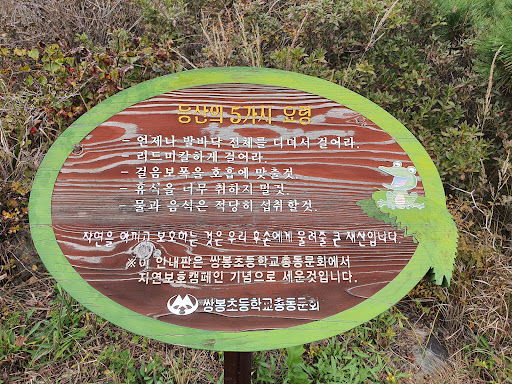 등산의 5가지 요령
- 언제나 발바닥 전체를 디뎌서 걸어라.
- 리드미칼하게 걸어라.
- 걸음보폭을 호흡에 맞출것.
- 휴식을 너무 취하지 말것.
- 물과 음식은 적당히 섭취할것.
자연을 아끼고 보호하는 것은 우리 후손에게 물려줄 큰 재산입니다.
※이 안내판은 쌍봉초등학교총동문회에서
자연보호캠페인 기념으로 세운것입니다.
쌍봉초등학교총동문회